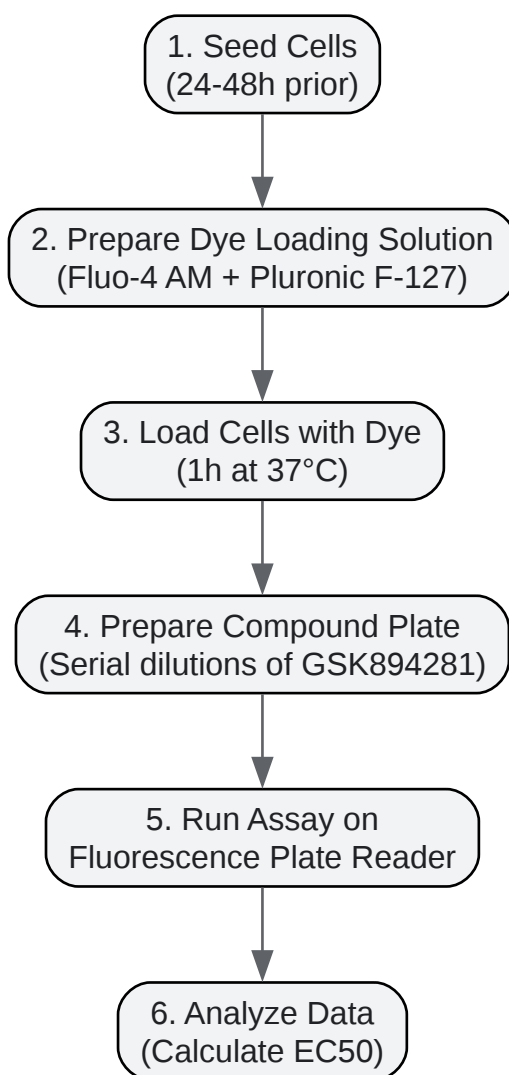 1. Seed Cells
(24-48h prior)
2. Prepare Dye Loading Solution
(Fluo-4 AM + Pluronic F-127)
3. Load Cells with Dye
(1h at 37°C)
4. Prepare Compound Plate
(Serial dilutions of GSK894281)
5. Run Assay on
Fluorescence Plate Reader
6. Analyze Data
(Calculate EC50)